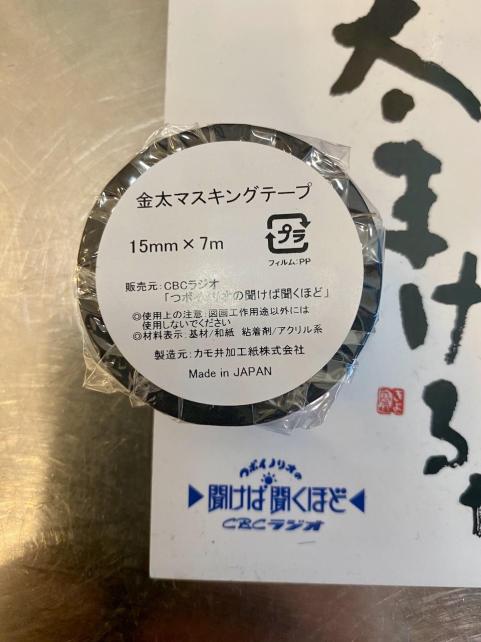 金太マスキングテープ
15mm×7m
プラ
フィルム:PP
販売元:CBCラジオ
「つボイノリオの聞けば聞くほど」
◎使用上の注意:図画工作用途以外には
使用しないでください
◎材料表示:基材/和紙 粘着剤/アクリル系
製造元:カモ井加工紙株式会社
Made in JAPAN
太・まける
つボイノリオの
聞けば聞くほど
CBCラジオ